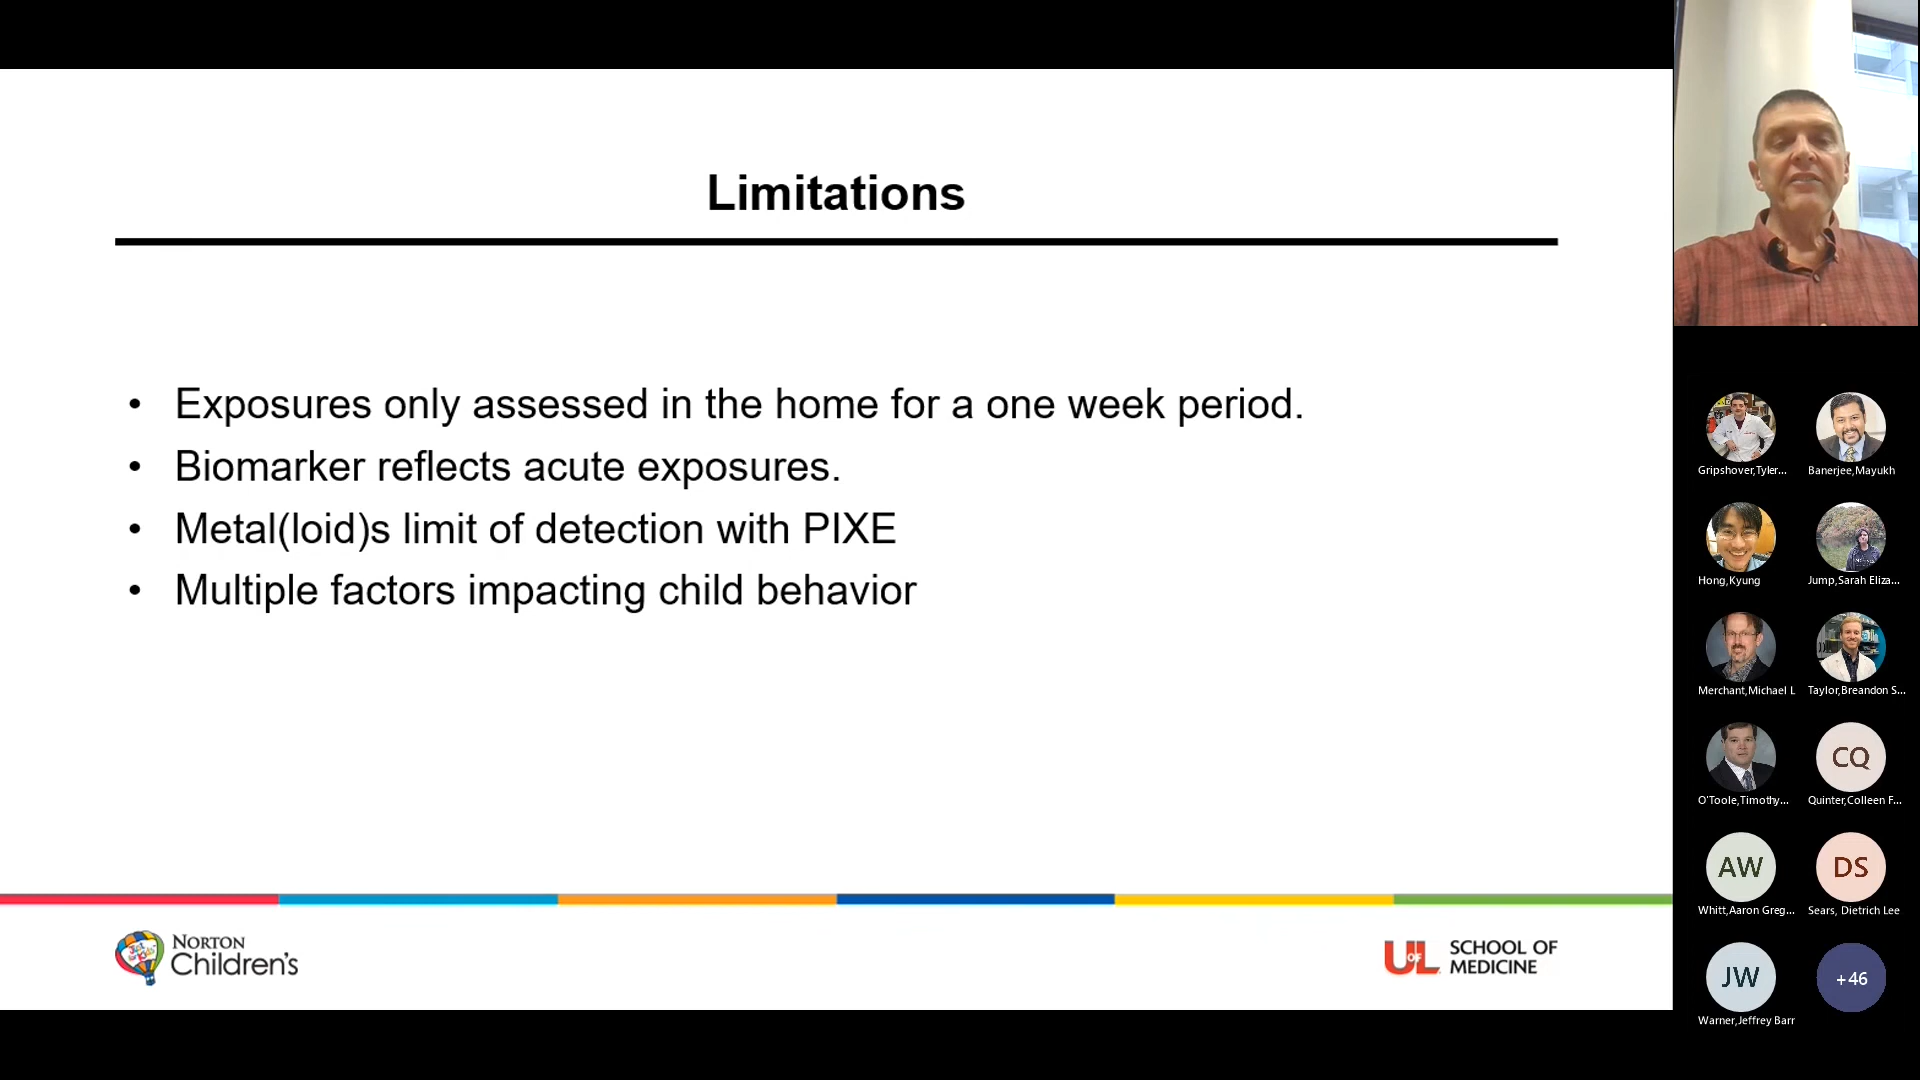 Limitations
• Exposures only assessed in the home for a one week period.
• Biomarker reflects acute exposures.
• Metal(loid)s limit of detection with PIXE
• Multiple factors impacting child behavior
Just for Kids
NORTON
Children's
UOFL
SCHOOL OF
MEDICINE
Gripshover,Tyler...
Banerjee,Mayukh
Hong,Kyung
Jump,Sarah Eliza...
Merchant,Michael L
Taylor,Breandon S...
O'Toole,Timothy...
CQ
Quinter,Colleen F...
AW
Whitt,Aaron Greg...
DS
Sears, Dietrich Lee
JW
Warner,Jeffrey Barr
+46